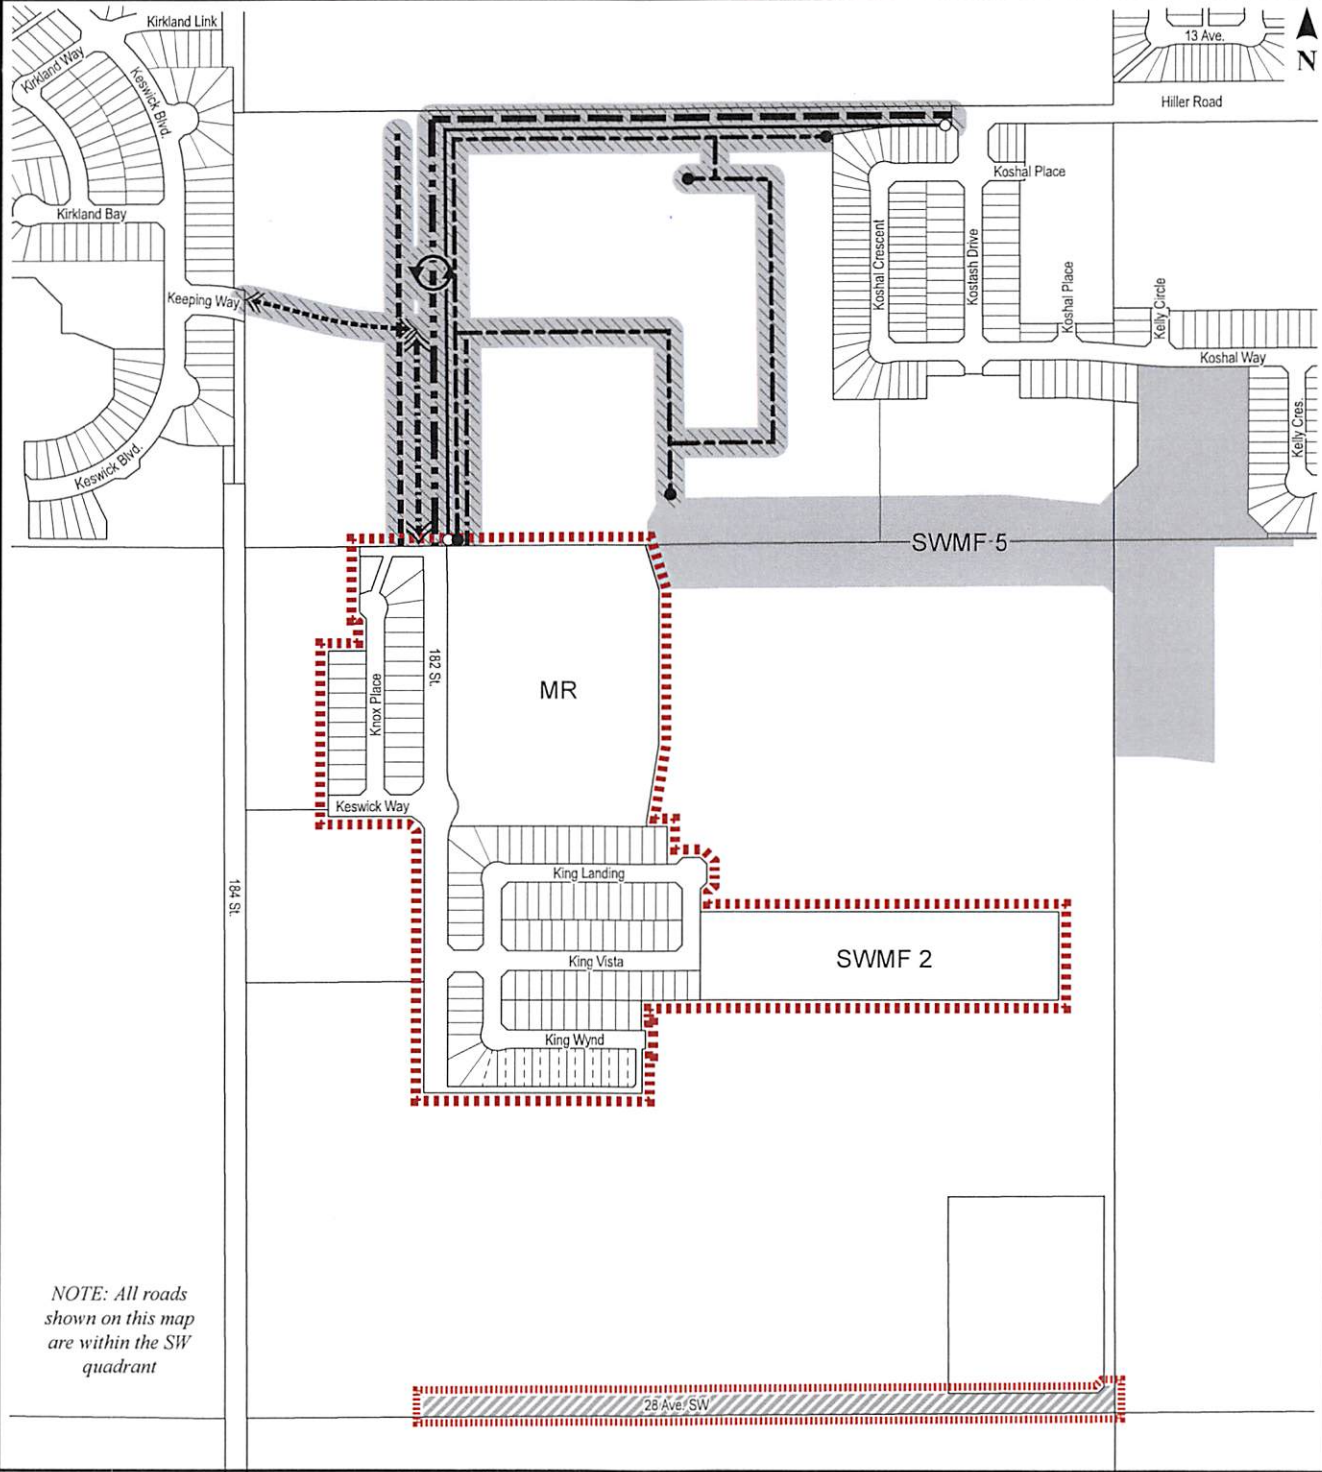 Kirkland Link
13 Ave.
N
Kirkland Way
Keswick Blvd.
Hiller Road
Koshal Place
Kirkland Bay
Koshal Crescent
Kostash Drive
Koshal Place
Kelly Circle
Keeping Way
Koshal Way
Kelly Cres.
Keswick Blvd.
SWMF 5
182 St.
MR
Knox Place
Keswick Way
King Landing
184 St.
King Vista
SWMF 2
King Wynd
NOTE: All roads
shown on this map
are within the SW
quadrant
28 Ave. SW